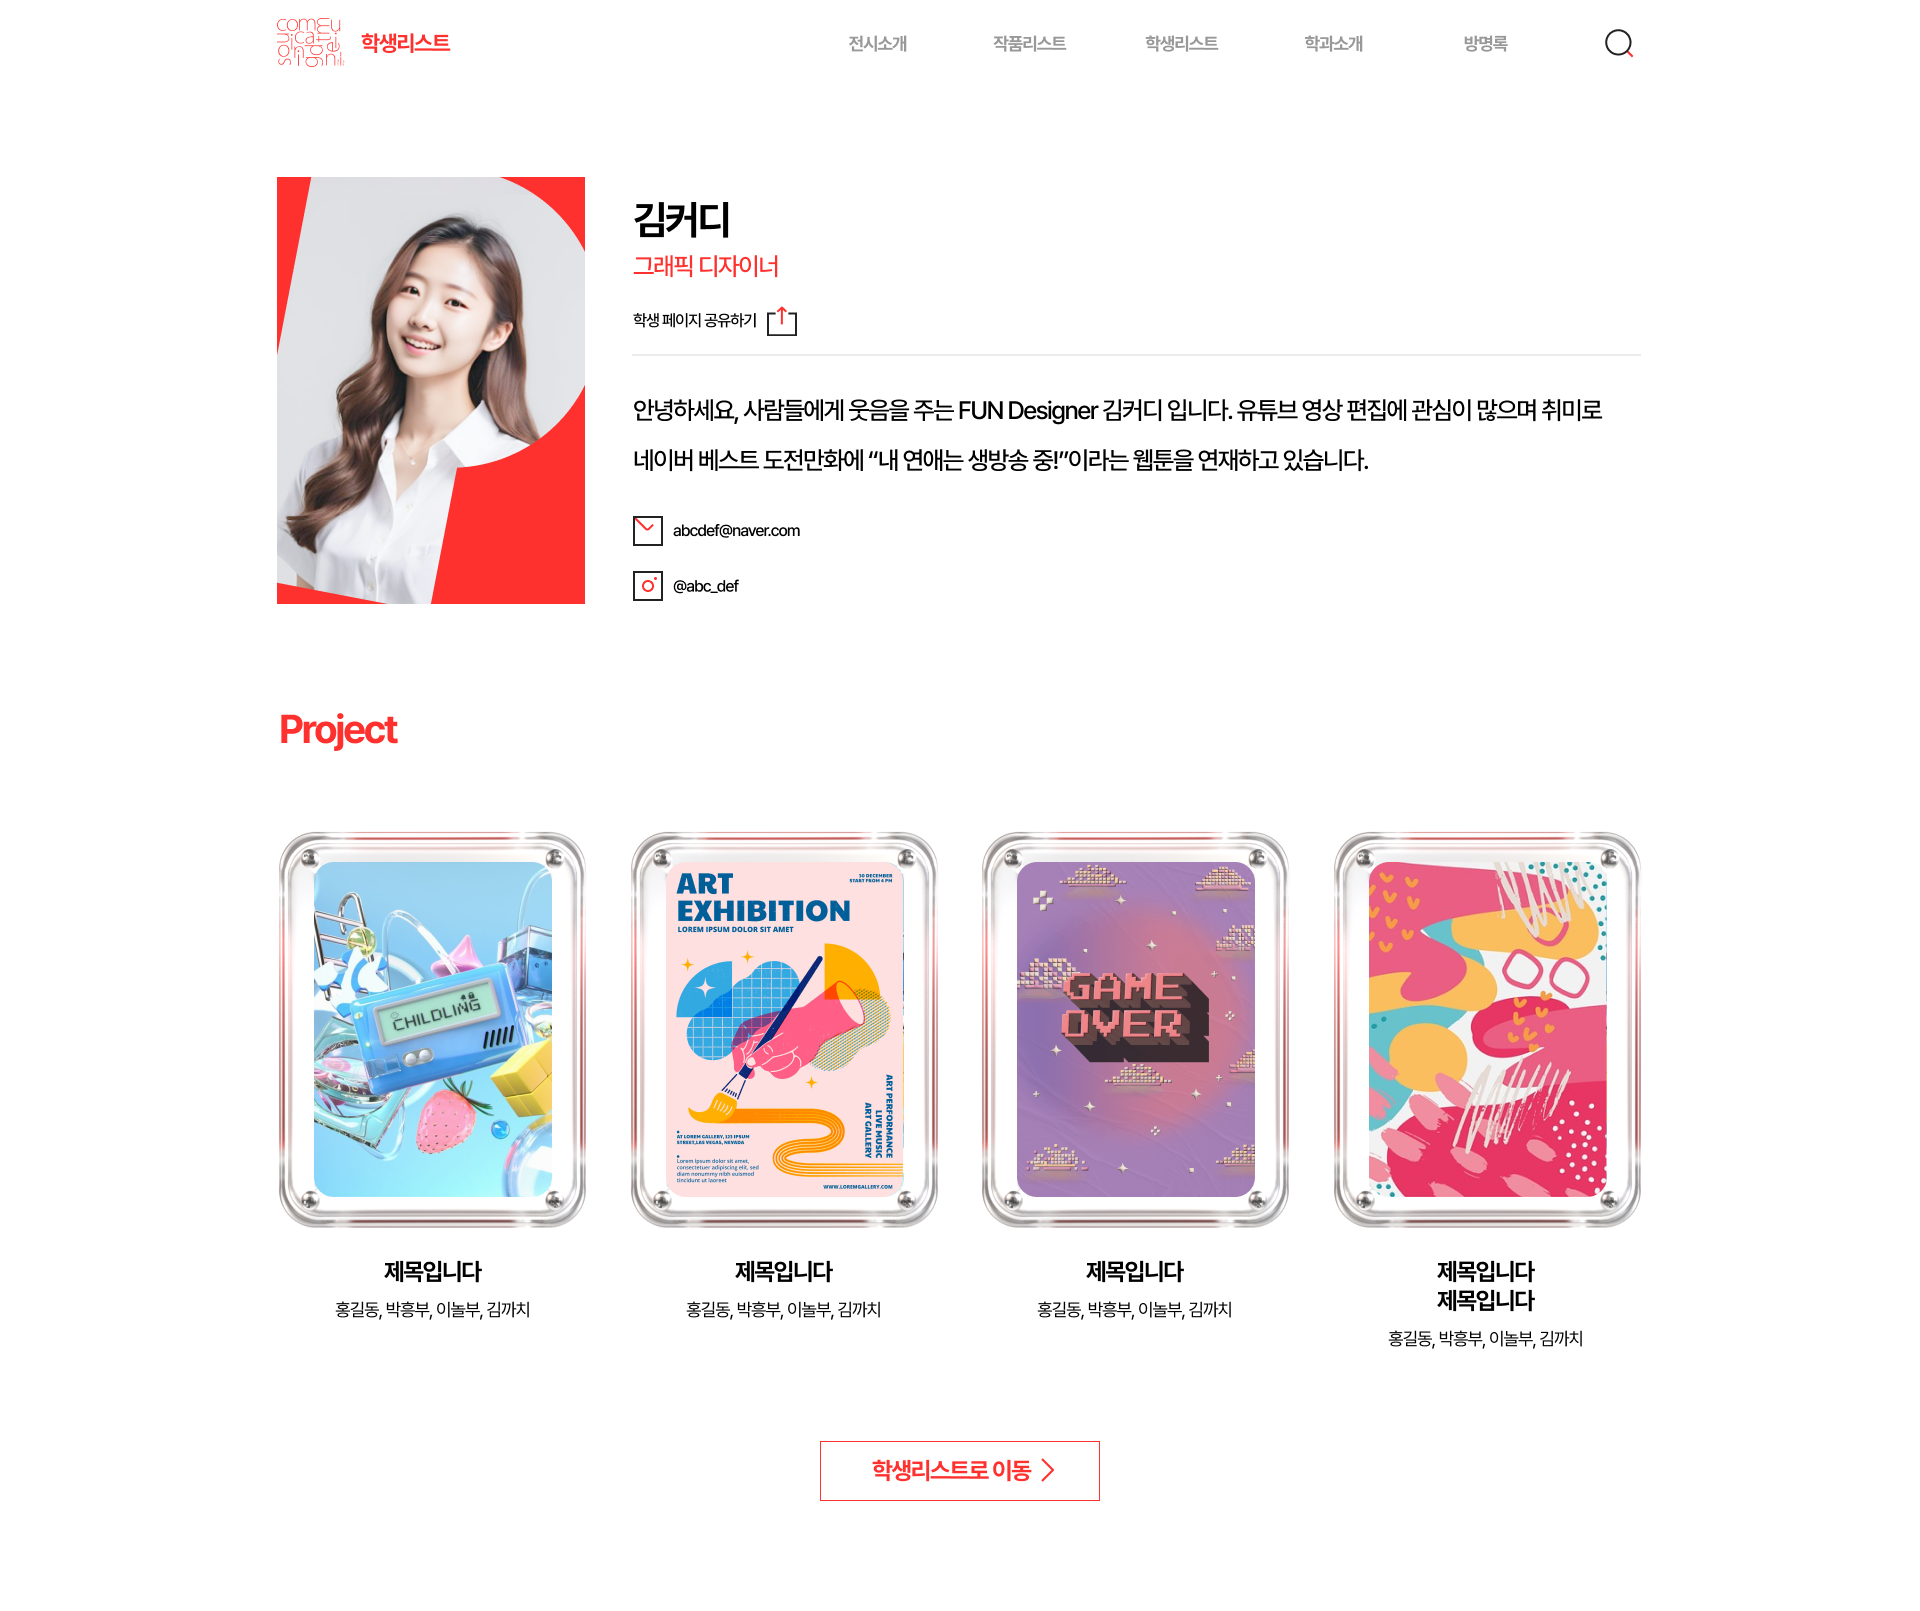 학생리스트
전시소개
작품리스트
학생리스트
학과소개
방명록
김커디
그래픽 디자이너
학생 페이지 공유하기
안녕하세요, 사람들에게 웃음을 주는 FUN Designer 김커디 입니다. 유튜브 영상 편집에 관심이 많으며 취미로
네이버 베스트 도전만화에 “내 연애는 생방송 중!”이라는 웹툰을 연재하고 있습니다.
abcdef@naver.com
@abc_def
Project
CHILDLING
ART
EXHIBITION
LOREM IPSUM DOLOR SIT AMET
10 DECEMBER
START FROM 4 PM
ART PERFORMANCE
LIVE MUSIC
ART GALLERY
AT LOREM GALLERY, 123 IPSUM
STREET,LAS VEGAS, NEVADA
Lorem ipsum dolor sit amet,
consectetuer adipiscing elit, sed
diam nonummy nibh euismod
tincidunt ut laoreet
WWW.LOREMGALLERY.COM
GAME
OVER
제목입니다
홍길동, 박흥부, 이놀부, 김까치
제목입니다
홍길동, 박흥부, 이놀부, 김까치
제목입니다
홍길동, 박흥부, 이놀부, 김까치
제목입니다
제목입니다
홍길동, 박흥부, 이놀부, 김까치
학생리스트로 이동